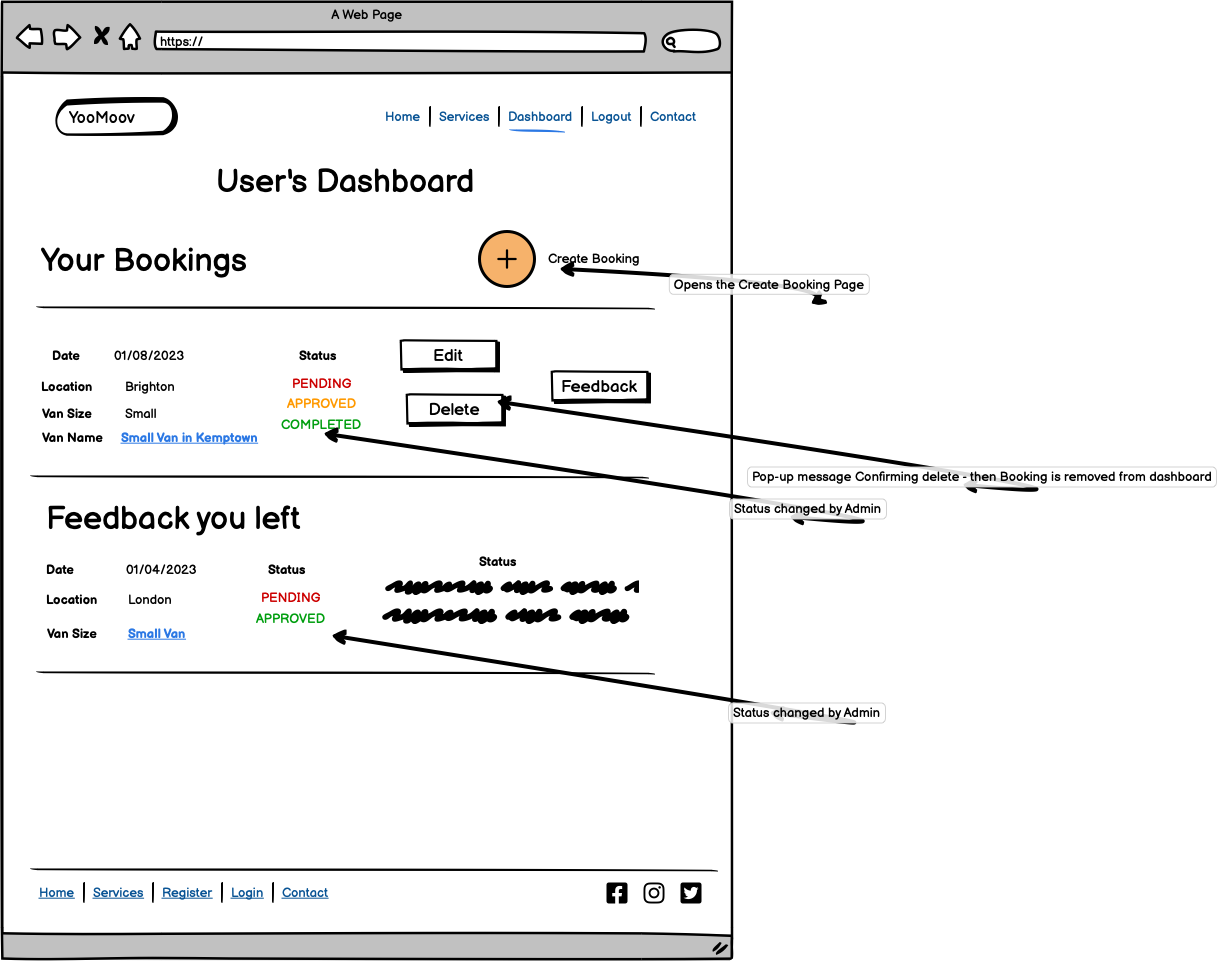 A Web Page
https://
YooMoov
Home Services Dashboard Logout Contact
User's Dashboard
Your Bookings
Create Booking
Opens the Create Booking Page
Date 01/08/2023 Status Edit
Location Brighton PENDING Feedback
APPROVED
Van Size Small Delete
COMPLETED
Van Name Small Van in Kemptown
Pop-up message Confirming delete - then Booking is removed from dashboard
Status changed by Admin
Feedback you left
Date 01/04/2023 Status Status
Location London PENDING
APPROVED
Van Size Small Van
Status changed by Admin
Home Services Register Login Contact